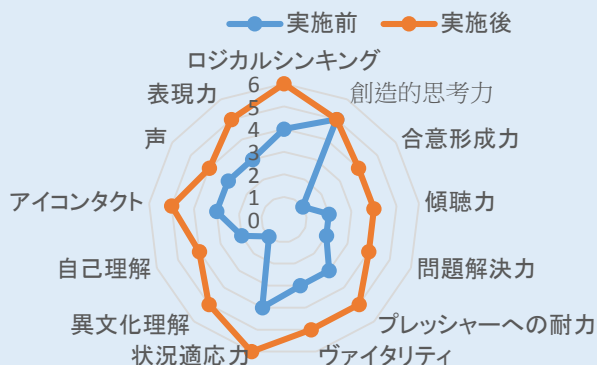 実施前 実施後
ロジカルシンキング
創造的思考力
合意形成力
傾聴力
問題解決力
プレッシャーへの耐力
ヴァイタリティ
状況適応力
異文化理解
自己理解
アイコンタクト
声
表現力
6
5
4
3
2
1
0